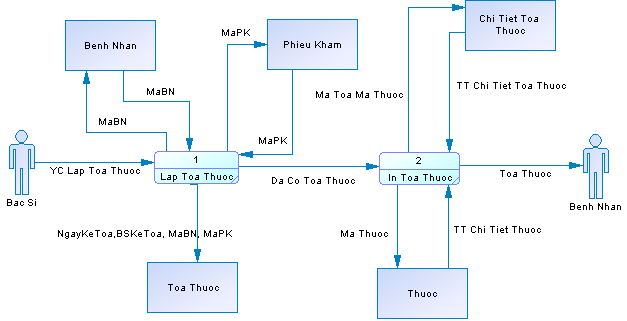 Chi Tiet Toa
Thuoc
Benh Nhan
MaPK
Phieu Kham
MaBN
Ma Toa Ma Thuoc
TT Chi Tiet Toa Thuoc
MaBN
MaPK
1
Lap Toa Thuoc
2
In Toa Thuoc
YC Lap Toa Thuoc
Da Co Toa Thuoc
Toa Thuoc
Bac Si
Benh Nhan
NgayKeToa,BSKeToa, MaBN, MaPK
Ma Thuoc
TT Chi Tiet Thuoc
Toa Thuoc
Thuoc